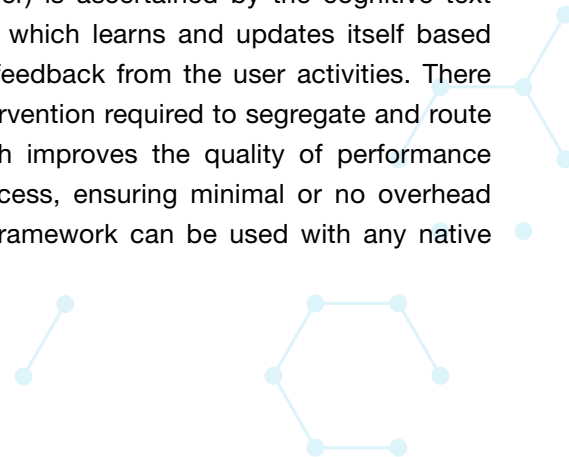 is ascertained by the cognitive text
which learns and updates itself based
feedback from the user activities. There
rvention required to segregate and route
h improves the quality of performance
cess, ensuring minimal or no overhead
ramework can be used with any native